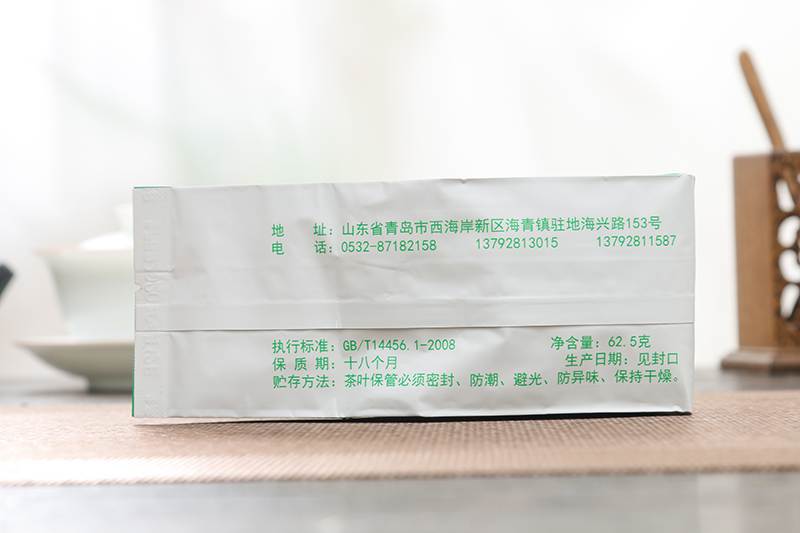 地 址：山东省青岛市西海岸新区海青镇驻地海兴路153号
电 话：0532-87182158 13792813015 13792811587
执行标准：GB/T14456.1-2008 净含量：62.5克
保 质 期：十八个月 生产日期：见封口
贮存方法：茶叶保管必须密封、防潮、避光、防异味、保持干燥。